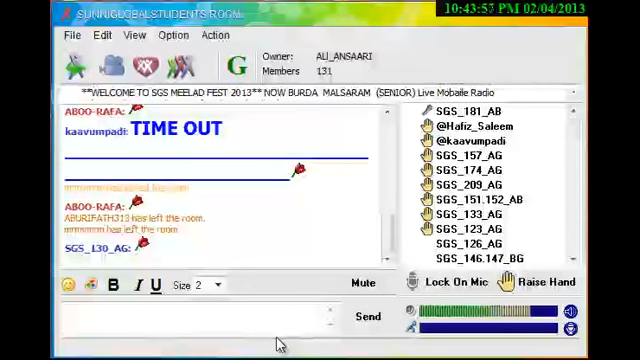 10:43:57 PM 02/04/2013
SUNNIGLOBALSTUDENTS ROOM
File Edit View Option Action
G
Owner: ALI_ANSAARI
Members 131
**WELCOME TO SGS MEELAD FEST 2013** NOW BURDA MALSARAM (SENIOR) Live Mobaile Radio
ABOO-RAFA:
kaavumpadi: TIME OUT
ABOO-RAFA:
ABURIFATH313 has left the room.
has left the room
SGS_130_AG:
SGS_181_AB
@Hafiz_Saleem
@kaavumpadi
SGS_157_AG
SGS_174_AG
SGS_209_AG
SGS_151.152_AB
SGS_133_AG
SGS_123_AG
SGS_126_AG
SGS_146.147_BG
B I U Size 2
Mute
Lock On Mic
Raise Hand
Send